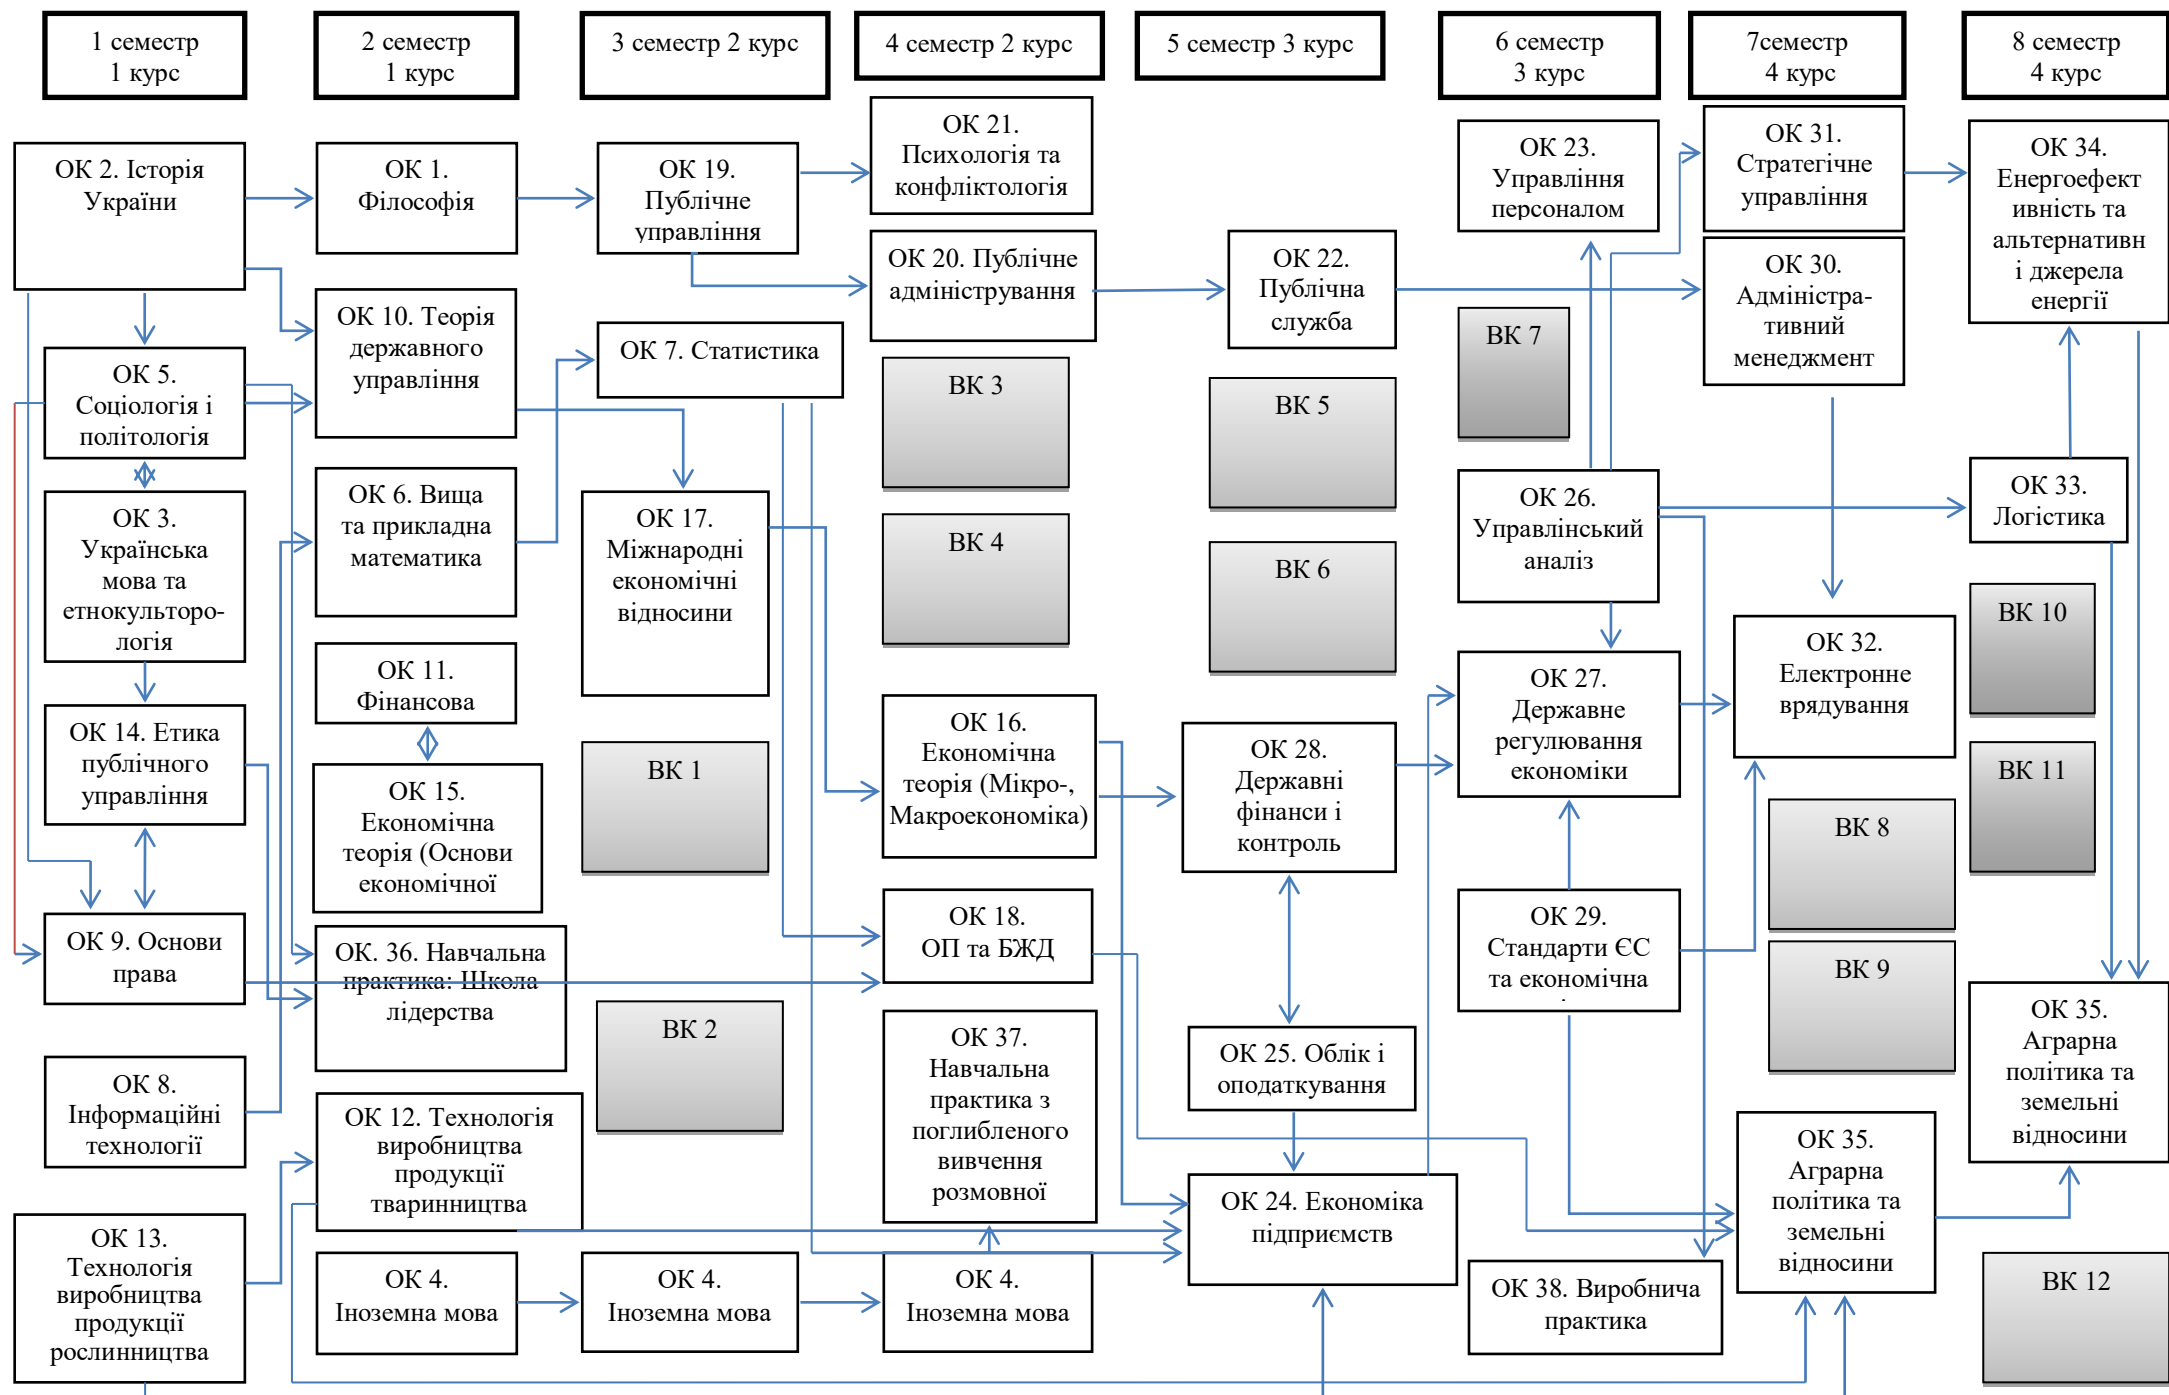 1 семестр
1 курс
2 семестр
1 курс
3 семестр 2 курс
4 семестр 2 курс
5 семестр 3 курс
6 семестр
3 курс
7семестр
4 курс
8 семестр
4 курс
ОК 2. Історія
України
ОК 5.
Соціологія і
політологія
ОК 3.
Українська
мова та
етнокульторо-
логія
ОК 14. Етика
публічного
управління
ОК 9. Основи
права
ОК 8.
Інформаційні
технології
ОК 13.
Технологія
виробництва
продукції
рослинництва
ОК 1.
Філософія
ОК 10. Теорія
державного
управління
ОК 6. Вища
та прикладна
математика
ОК 11.
Фінансова
ОК 15.
Економічна
теорія (Основи
економічної
ОК. 36. Навчальна
практика: Школа
лідерства
ОК 12. Технологія
виробництва
продукції
тваринництва
ОК 4.
Іноземна мова
ОК 19.
Публічне
управління
ОК 7. Статистика
ОК 17.
Міжнародні
економічні
відносини
ВК 1
ВК 2
ОК 4.
Іноземна мова
ОК 21.
Психологія та
конфліктологія
ОК 20. Публічне
адміністрування
ВК 3
ВК 4
ОК 16.
Економічна
теорія (Мікро-,
Макроекономіка)
ОК 18.
ОП та БЖД
ОК 37.
Навчальна
практика з
поглибленого
вивчення
розмовної
ОК 4.
Іноземна мова
ОК 22.
Публічна
служба
ВК 5
ВК 6
ОК 28.
Державні
фінанси і
контроль
ОК 25. Облік і
оподаткування
ОК 24. Економіка
підприємств
ОК 23.
Управління
персоналом
ВК 7
ОК 26.
Управлінський
аналіз
ОК 27.
Державне
регулювання
економіки
ОК 29.
Стандарти ЄС
та економічна
ОК 38. Виробнича
практика
ОК 31.
Стратегічне
управління
ОК 30.
Адміністра-
тивний
менеджмент
ОК 32.
Електронне
врядування
ВК 8
ВК 9
ОК 35.
Аграрна
політика та
земельні
відносини
ОК 34.
Енергоефект
ивність та
альтернативн
і джерела
енергії
ОК 33.
Логістика
ВК 10
ВК 11
ОК 35.
Аграрна
політика та
земельні
відносини
ВК 12